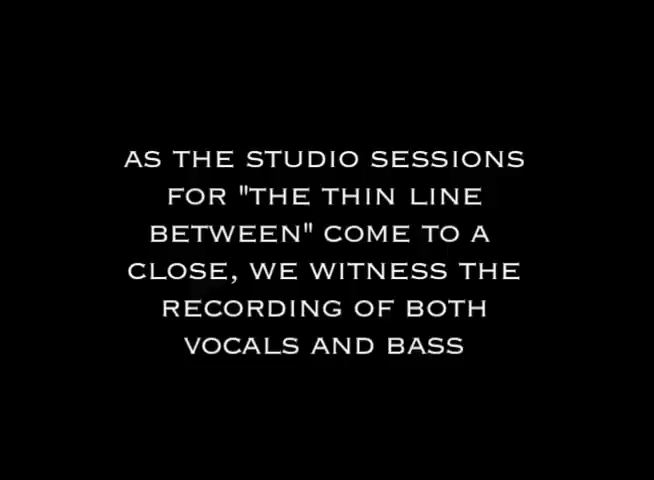 AS THE STUDIO SESSIONS
FOR "THE THIN LINE
BETWEEN" COME TO A
CLOSE, WE WITNESS THE
RECORDING OF BOTH
VOCALS AND BASS